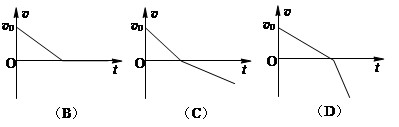 v v v
v₀ v₀ v₀
O t O t O t
(B) (C) (D)